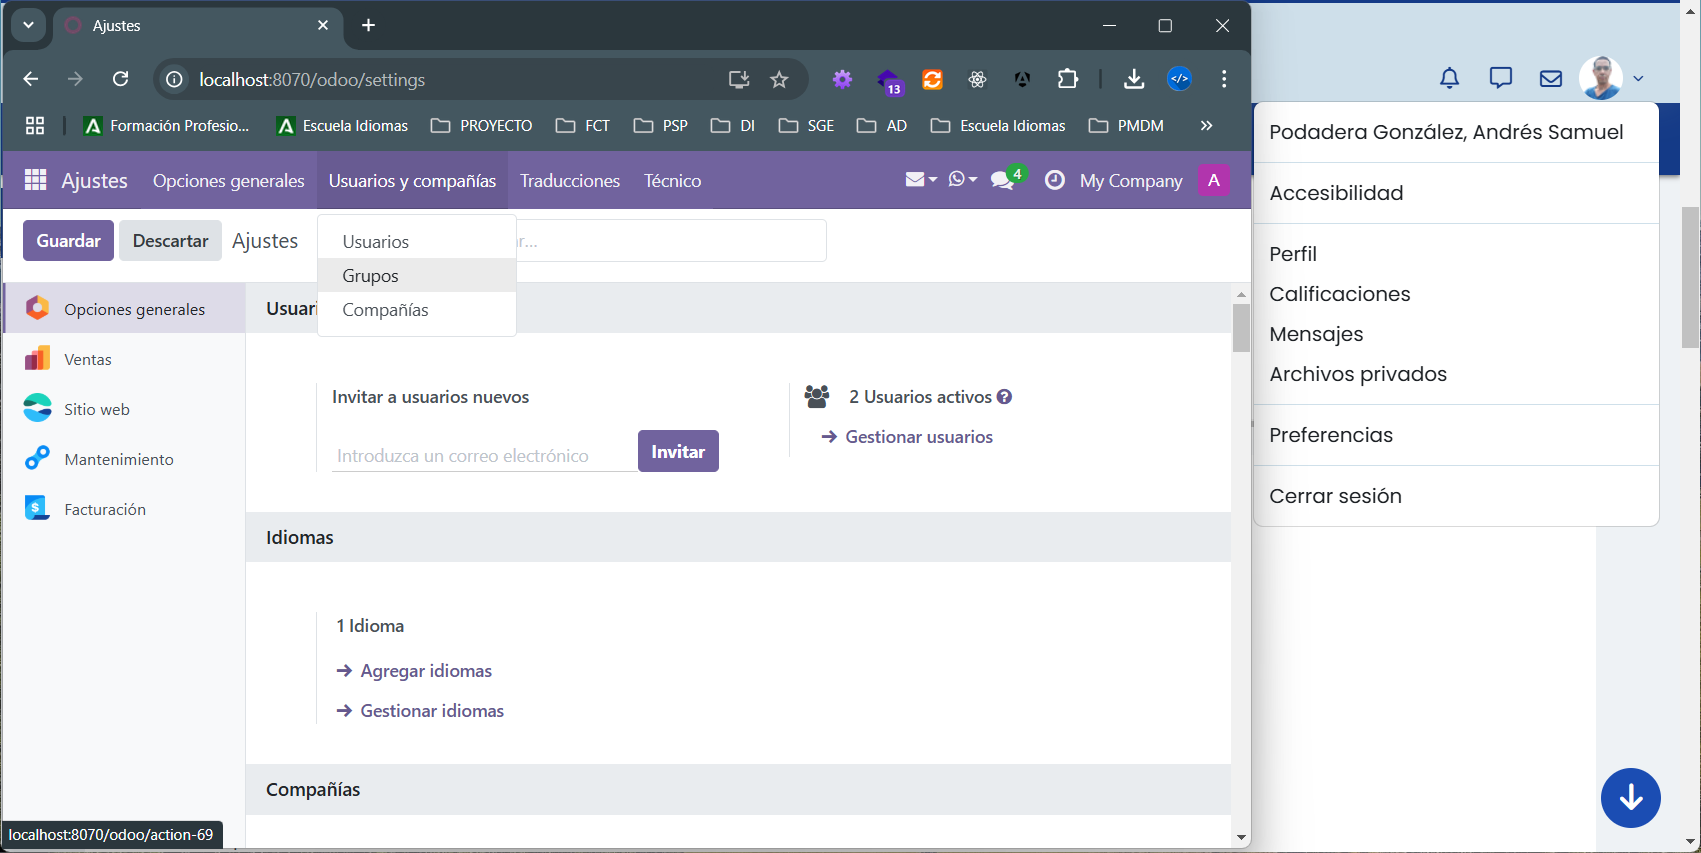 Ajustes
localhost:8070/odoo/settings
13
Formación Profesio...
Escuela Idiomas
PROYECTO
FCT
PSP
DI
SGE
AD
Escuela Idiomas
PMDM
Ajustes
Opciones generales
Usuarios y compañías
Traducciones
Técnico
4
My Company
A
Guardar
Descartar
Ajustes
r...
Usuarios
Grupos
Compañías
Opciones generales
Ventas
Sitio web
Mantenimiento
Facturación
Usuari
Invitar a usuarios nuevos
Introduzca un correo electrónico
Invitar
2 Usuarios activos
Gestionar usuarios
Idiomas
1 Idioma
Agregar idiomas
Gestionar idiomas
Compañías
localhost:8070/odoo/action-69
Podadera González, Andrés Samuel
Accesibilidad
Perfil
Calificaciones
Mensajes
Archivos privados
Preferencias
Cerrar sesión